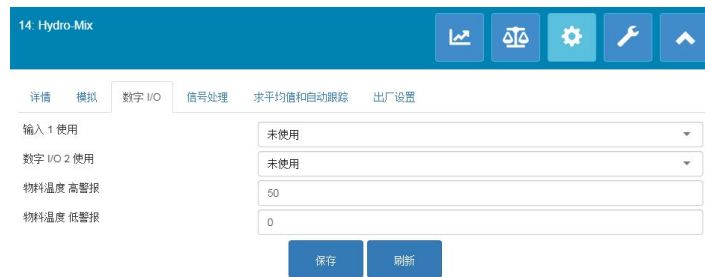 14: Hydro-Mix
详情 模拟 数字 I/O 信号处理 求平均值和自动跟踪 出厂设置
输入 1 使用 未使用
数字 I/O 2 使用 未使用
物料温度 高警报 50
物料温度 低警报 0
保存 刷新